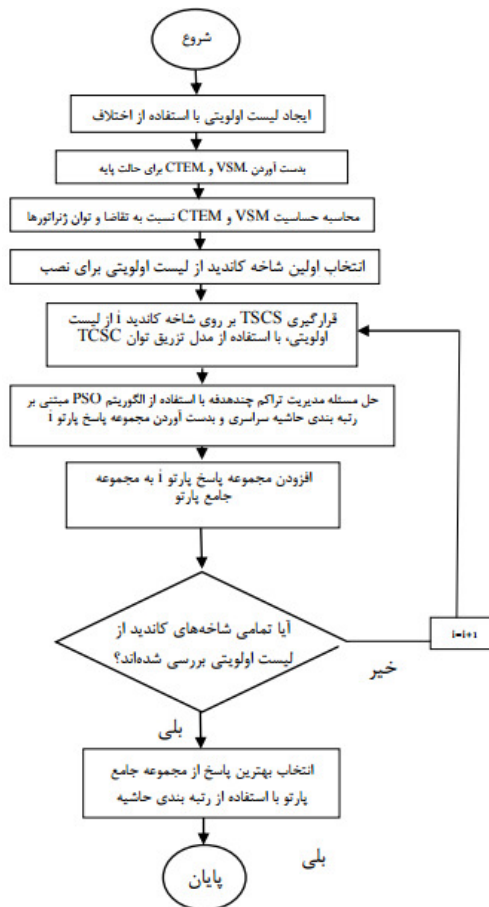 شروع
ایجاد لیست اولویتی با استفاده از اختلاف
بدست آوردن VSM. و CTEM. برای حالت پایه
محاسبه حساسیت VSM و CTEM نسبت به تقاضا و توان ژنراتورها
انتخاب اولین شاخه کاندید از لیست اولویتی برای نصب
قرارگیری TSCS بر روی شاخه کاندید i از لیست
اولویتی، با استفاده از مدل تزریق توان TCSC
حل مسئله مدیریت تراکم چندهدفه با استفاده از الگوریتم PSO مبتنی بر
رتبه بندی حاشیه سراسری و بدست آوردن مجموعه پاسخ پارتو i
افزودن مجموعه پاسخ پارتو i به مجموعه
جامع پارتو
آیا تمامی شاخه‌های کاندید از
لیست اولویتی بررسی شده‌اند؟
i=i+1
خیر
بلی
انتخاب بهترین پاسخ از مجموعه جامع
پارتو با استفاده از رتبه بندی حاشیه
بلی
پایان